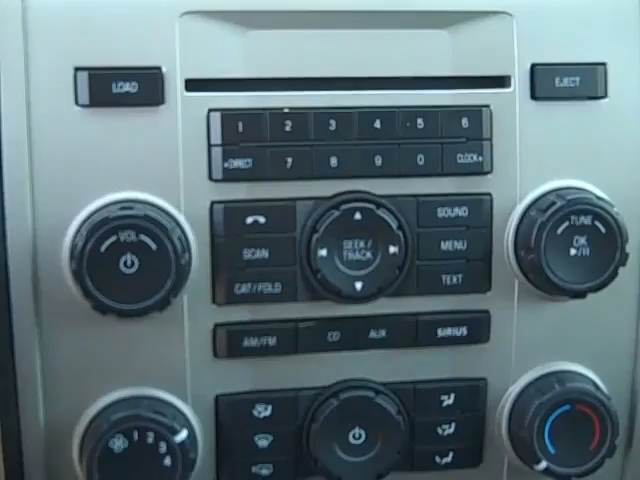 LOAD
EJECT
1 2 3 4 5 6
DIRECT 7 8 9 0 CLOCK
VOL
SOUND
TUNE
SCAN
SEEK/
TRACK
MENU
OK
CAT/FOLD
TEXT
AM/FM CD AUX SIRIUS
1 2 3 4